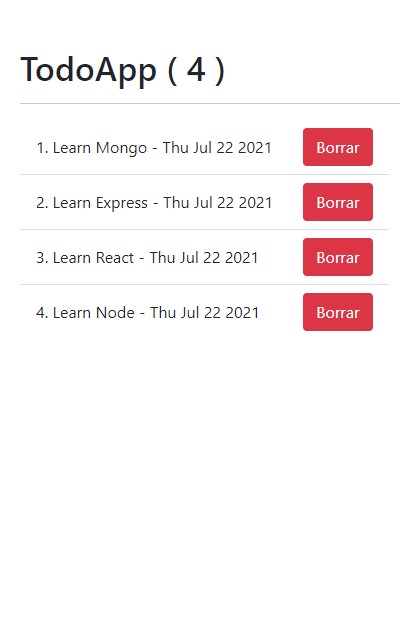 TodoApp ( 4 )
1. Learn Mongo - Thu Jul 22 2021 Borrar
2. Learn Express - Thu Jul 22 2021 Borrar
3. Learn React - Thu Jul 22 2021 Borrar
4. Learn Node - Thu Jul 22 2021 Borrar